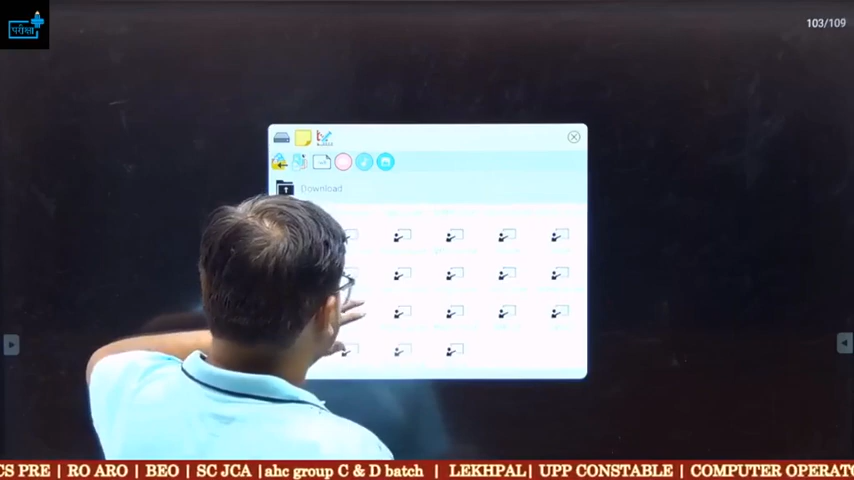 परीक्षा
103/109
Download
CS PRE | RO ARO | BEO | SC JCA |ahc group C & D batch | LEKHPAL| UPP CONSTABLE | COMPUTER OPERATO